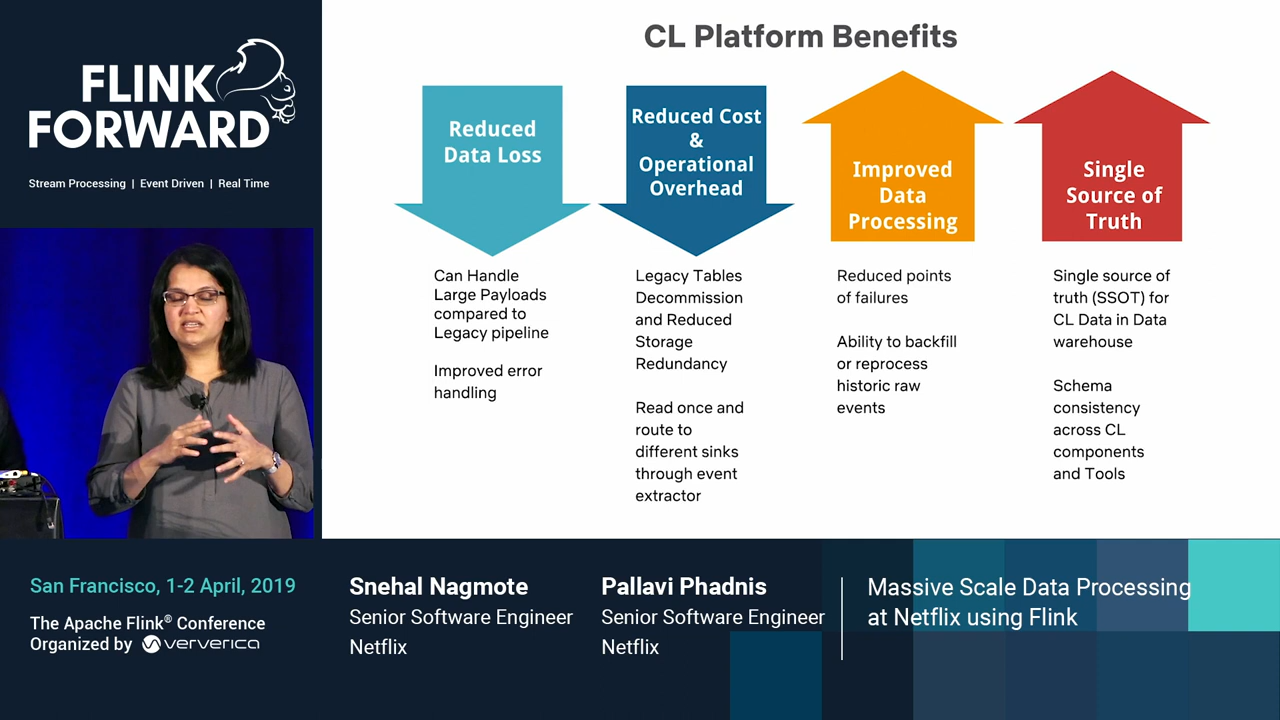 FLINK
FORWARD
Stream Processing | Event Driven | Real Time
CL Platform Benefits
Reduced
Data Loss
Can Handle
Large Payloads
compared to
Legacy pipeline
Improved error
handling
Reduced Cost
&
Operational
Overhead
Legacy Tables
Decommission
and Reduced
Storage
Redundancy
Read once and
route to
different sinks
through event
extractor
Improved
Data
Processing
Reduced points
of failures
Ability to backfill
or reprocess
historic raw
events
Single
Source of
Truth
Single source of
truth (SSOT) for
CL Data in Data
warehouse
Schema
consistency
across CL
components
and Tools
San Francisco, 1-2 April, 2019
The Apache Flink® Conference
Organized by ververica
Snehal Nagmote
Senior Software Engineer
Netflix
Pallavi Phadnis
Senior Software Engineer
Netflix
Massive Scale Data Processing
at Netflix using Flink